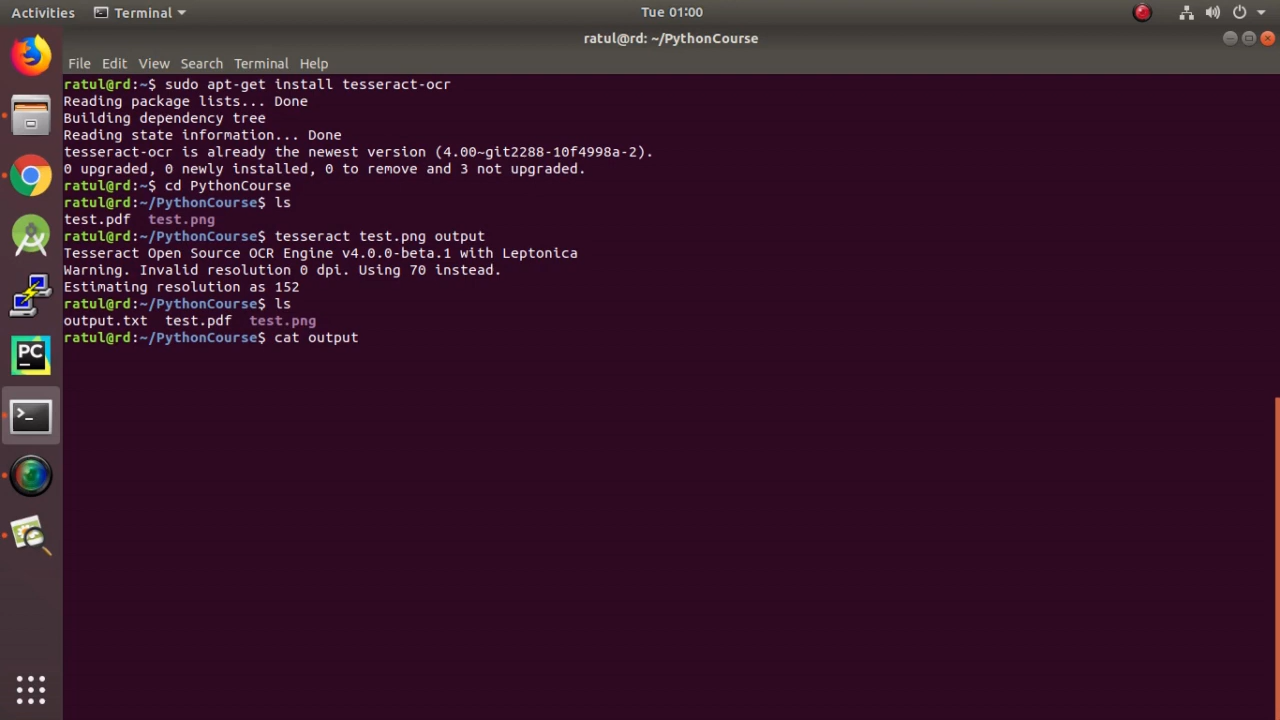 Activities Terminal Tue 01:00
ratul@rd: ~/PythonCourse
File Edit View Search Terminal Help
ratul@rd:~$ sudo apt-get install tesseract-ocr
Reading package lists... Done
Building dependency tree
Reading state information... Done
tesseract-ocr is already the newest version (4.00~git2288-10f4998a-2).
0 upgraded, 0 newly installed, 0 to remove and 3 not upgraded.
ratul@rd:~$ cd PythonCourse
ratul@rd:~/PythonCourse$ ls
test.pdf test.png
ratul@rd:~/PythonCourse$ tesseract test.png output
Tesseract Open Source OCR Engine v4.0.0-beta.1 with Leptonica
Warning. Invalid resolution 0 dpi. Using 70 instead.
Estimating resolution as 152
ratul@rd:~/PythonCourse$ ls
output.txt test.pdf test.png
ratul@rd:~/PythonCourse$ cat output
PC
>_